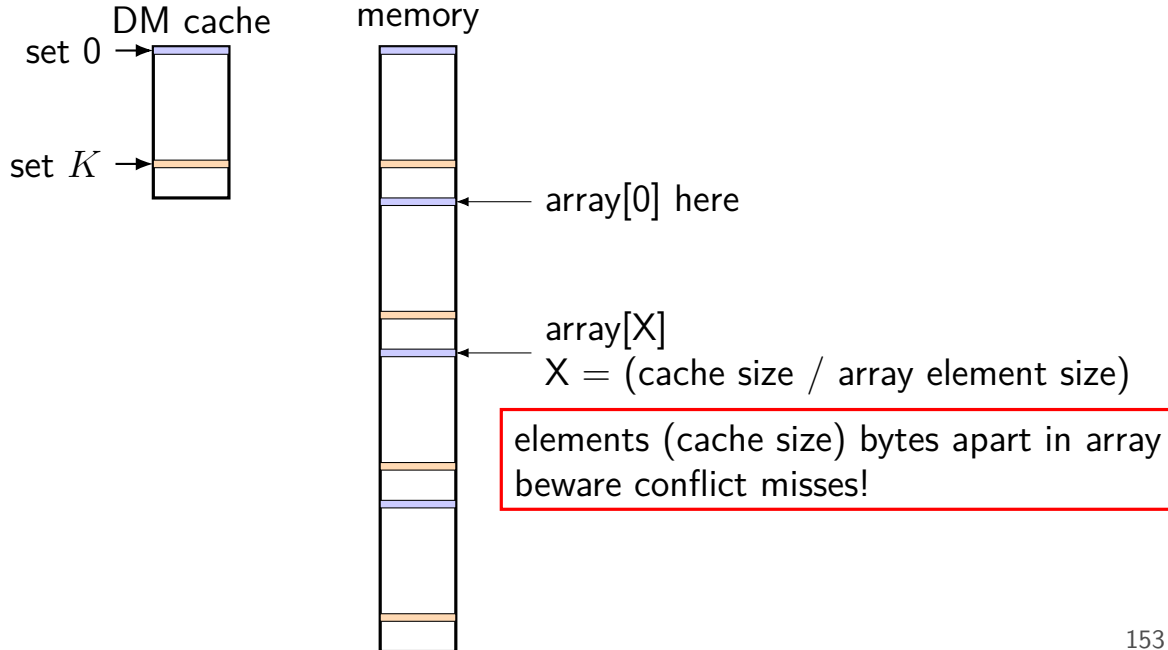 DM cache
memory
set 0
set K
array[0] here
array[X]
X = (cache size / array element size)
elements (cache size) bytes apart in array
beware conflict misses!
153